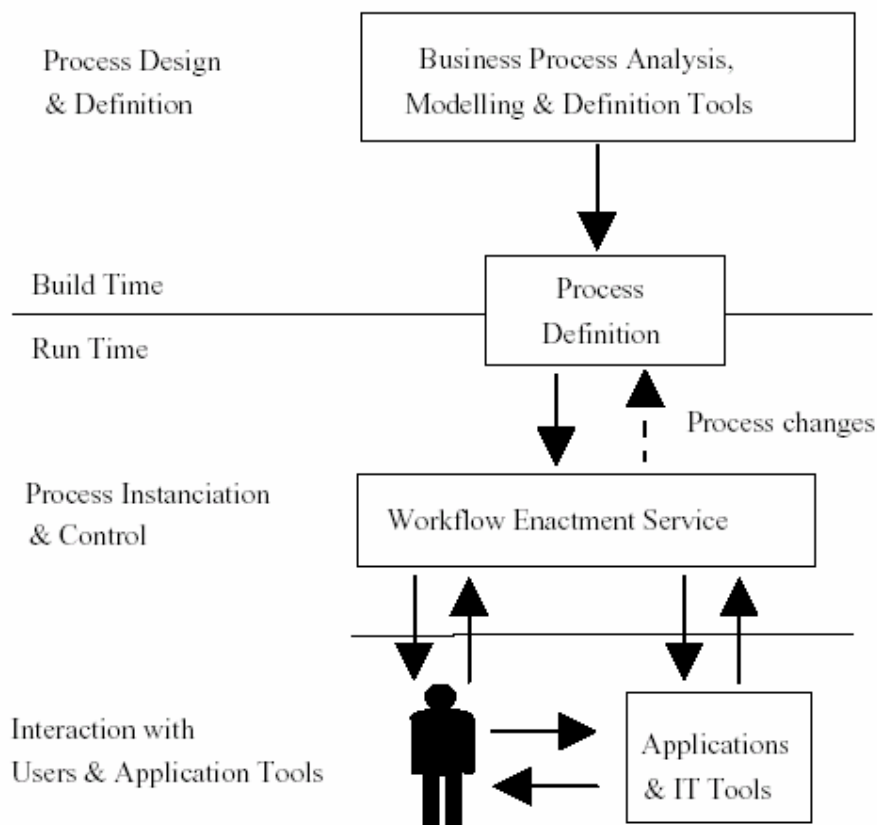 Process Design
& Definition
Business Process Analysis,
Modelling & Definition Tools
Build Time
Process
Definition
Run Time
Process changes
Process Instanciation
& Control
Workflow Enactment Service
Interaction with
Users & Application Tools
Applications
& IT Tools